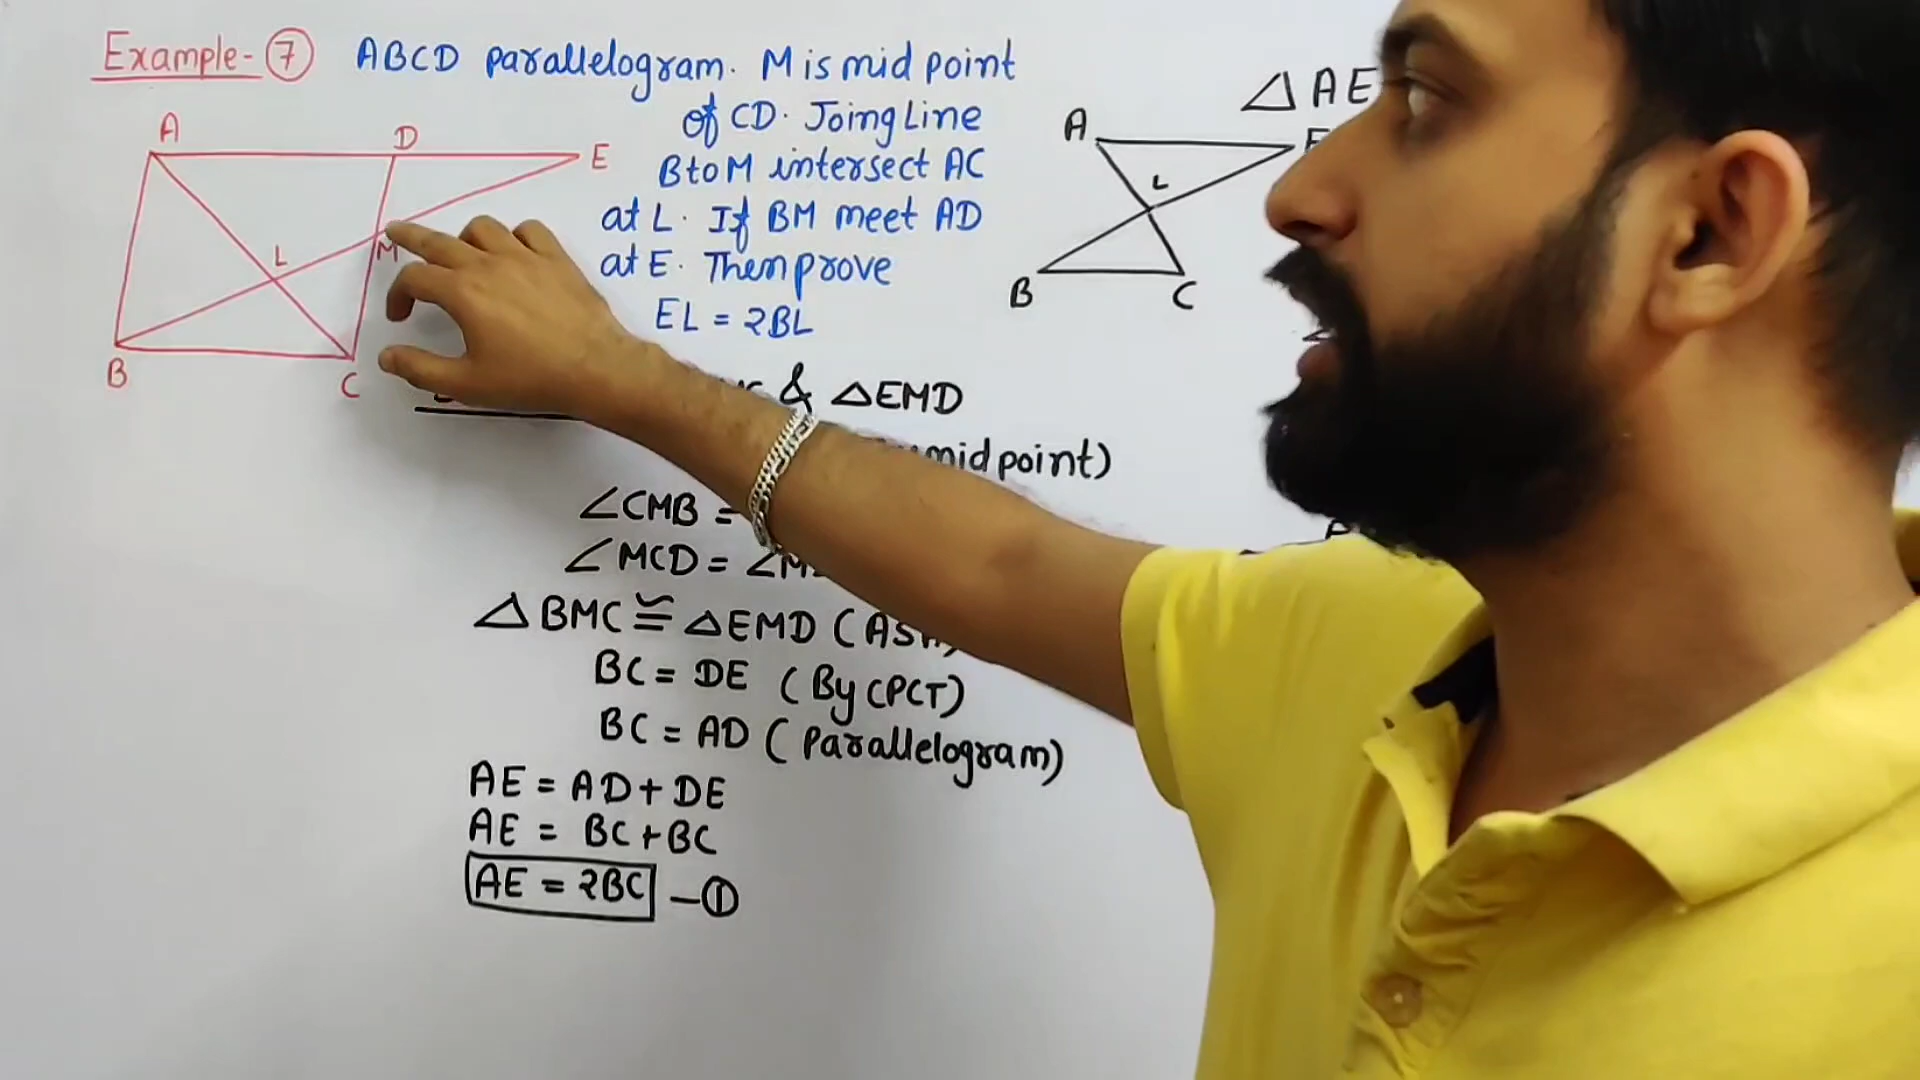 Example-⑦ ABCD parallelogram. M is mid point
of CD. Joing Line
B to M intersect AC
at L. If BM meet AD
at E. Then prove
EL = 2BL
A
D
E
L
M
B
C
△AE
A
L
B
C
& △EMD
midpoint)
∠CMB =
∠MCD =
△BMC ≅ △EMD
BC = DE (By CPCT)
BC = AD (Parallelogram)
AE = AD + DE
AE = BC + BC
AE = 2BC —①